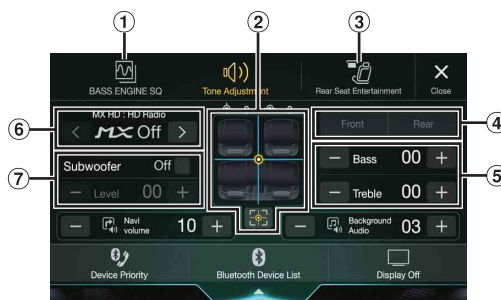 1
2
3
BASS ENGINE SQ
Tone Adjustment
Rear Seat Entertainment
Close
6
MX HD : HD Radio
MX Off
Front Rear
4
7
Subwoofer Off
Bass 00
5
Level 00
Treble 00
Navi volume 10
Background Audio 03
Device Priority
Bluetooth Device List
Display Off